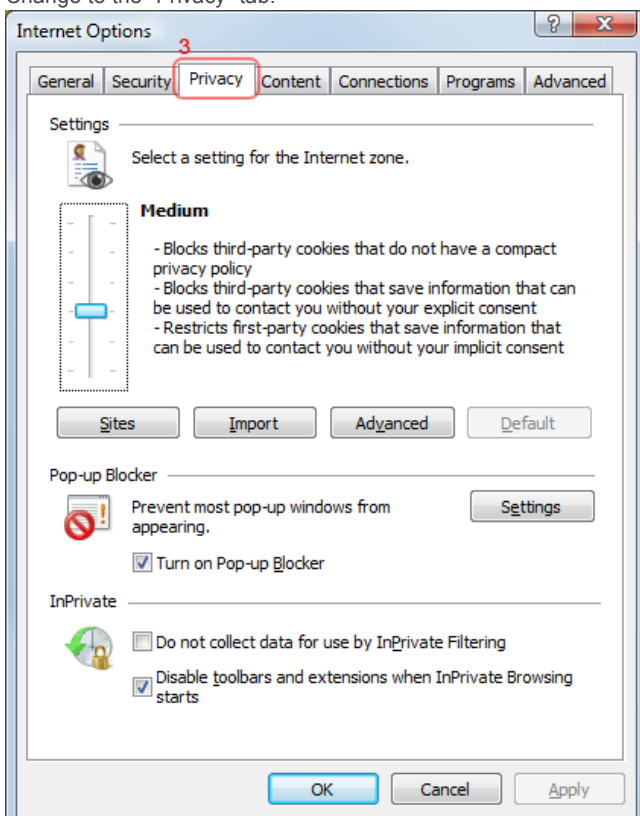 Change to the "Privacy" tab.
Internet Options
3
General Security Privacy Content Connections Programs Advanced
Settings
Select a setting for the Internet zone.
Medium
- Blocks third-party cookies that do not have a compact
privacy policy
- Blocks third-party cookies that save information that can
be used to contact you without your explicit consent
- Restricts first-party cookies that save information that
can be used to contact you without your implicit consent
Sites Import Advanced Default
Pop-up Blocker
Prevent most pop-up windows from
appearing.
Settings
Turn on Pop-up Blocker
InPrivate
Do not collect data for use by InPrivate Filtering
Disable toolbars and extensions when InPrivate Browsing
starts
OK Cancel Apply